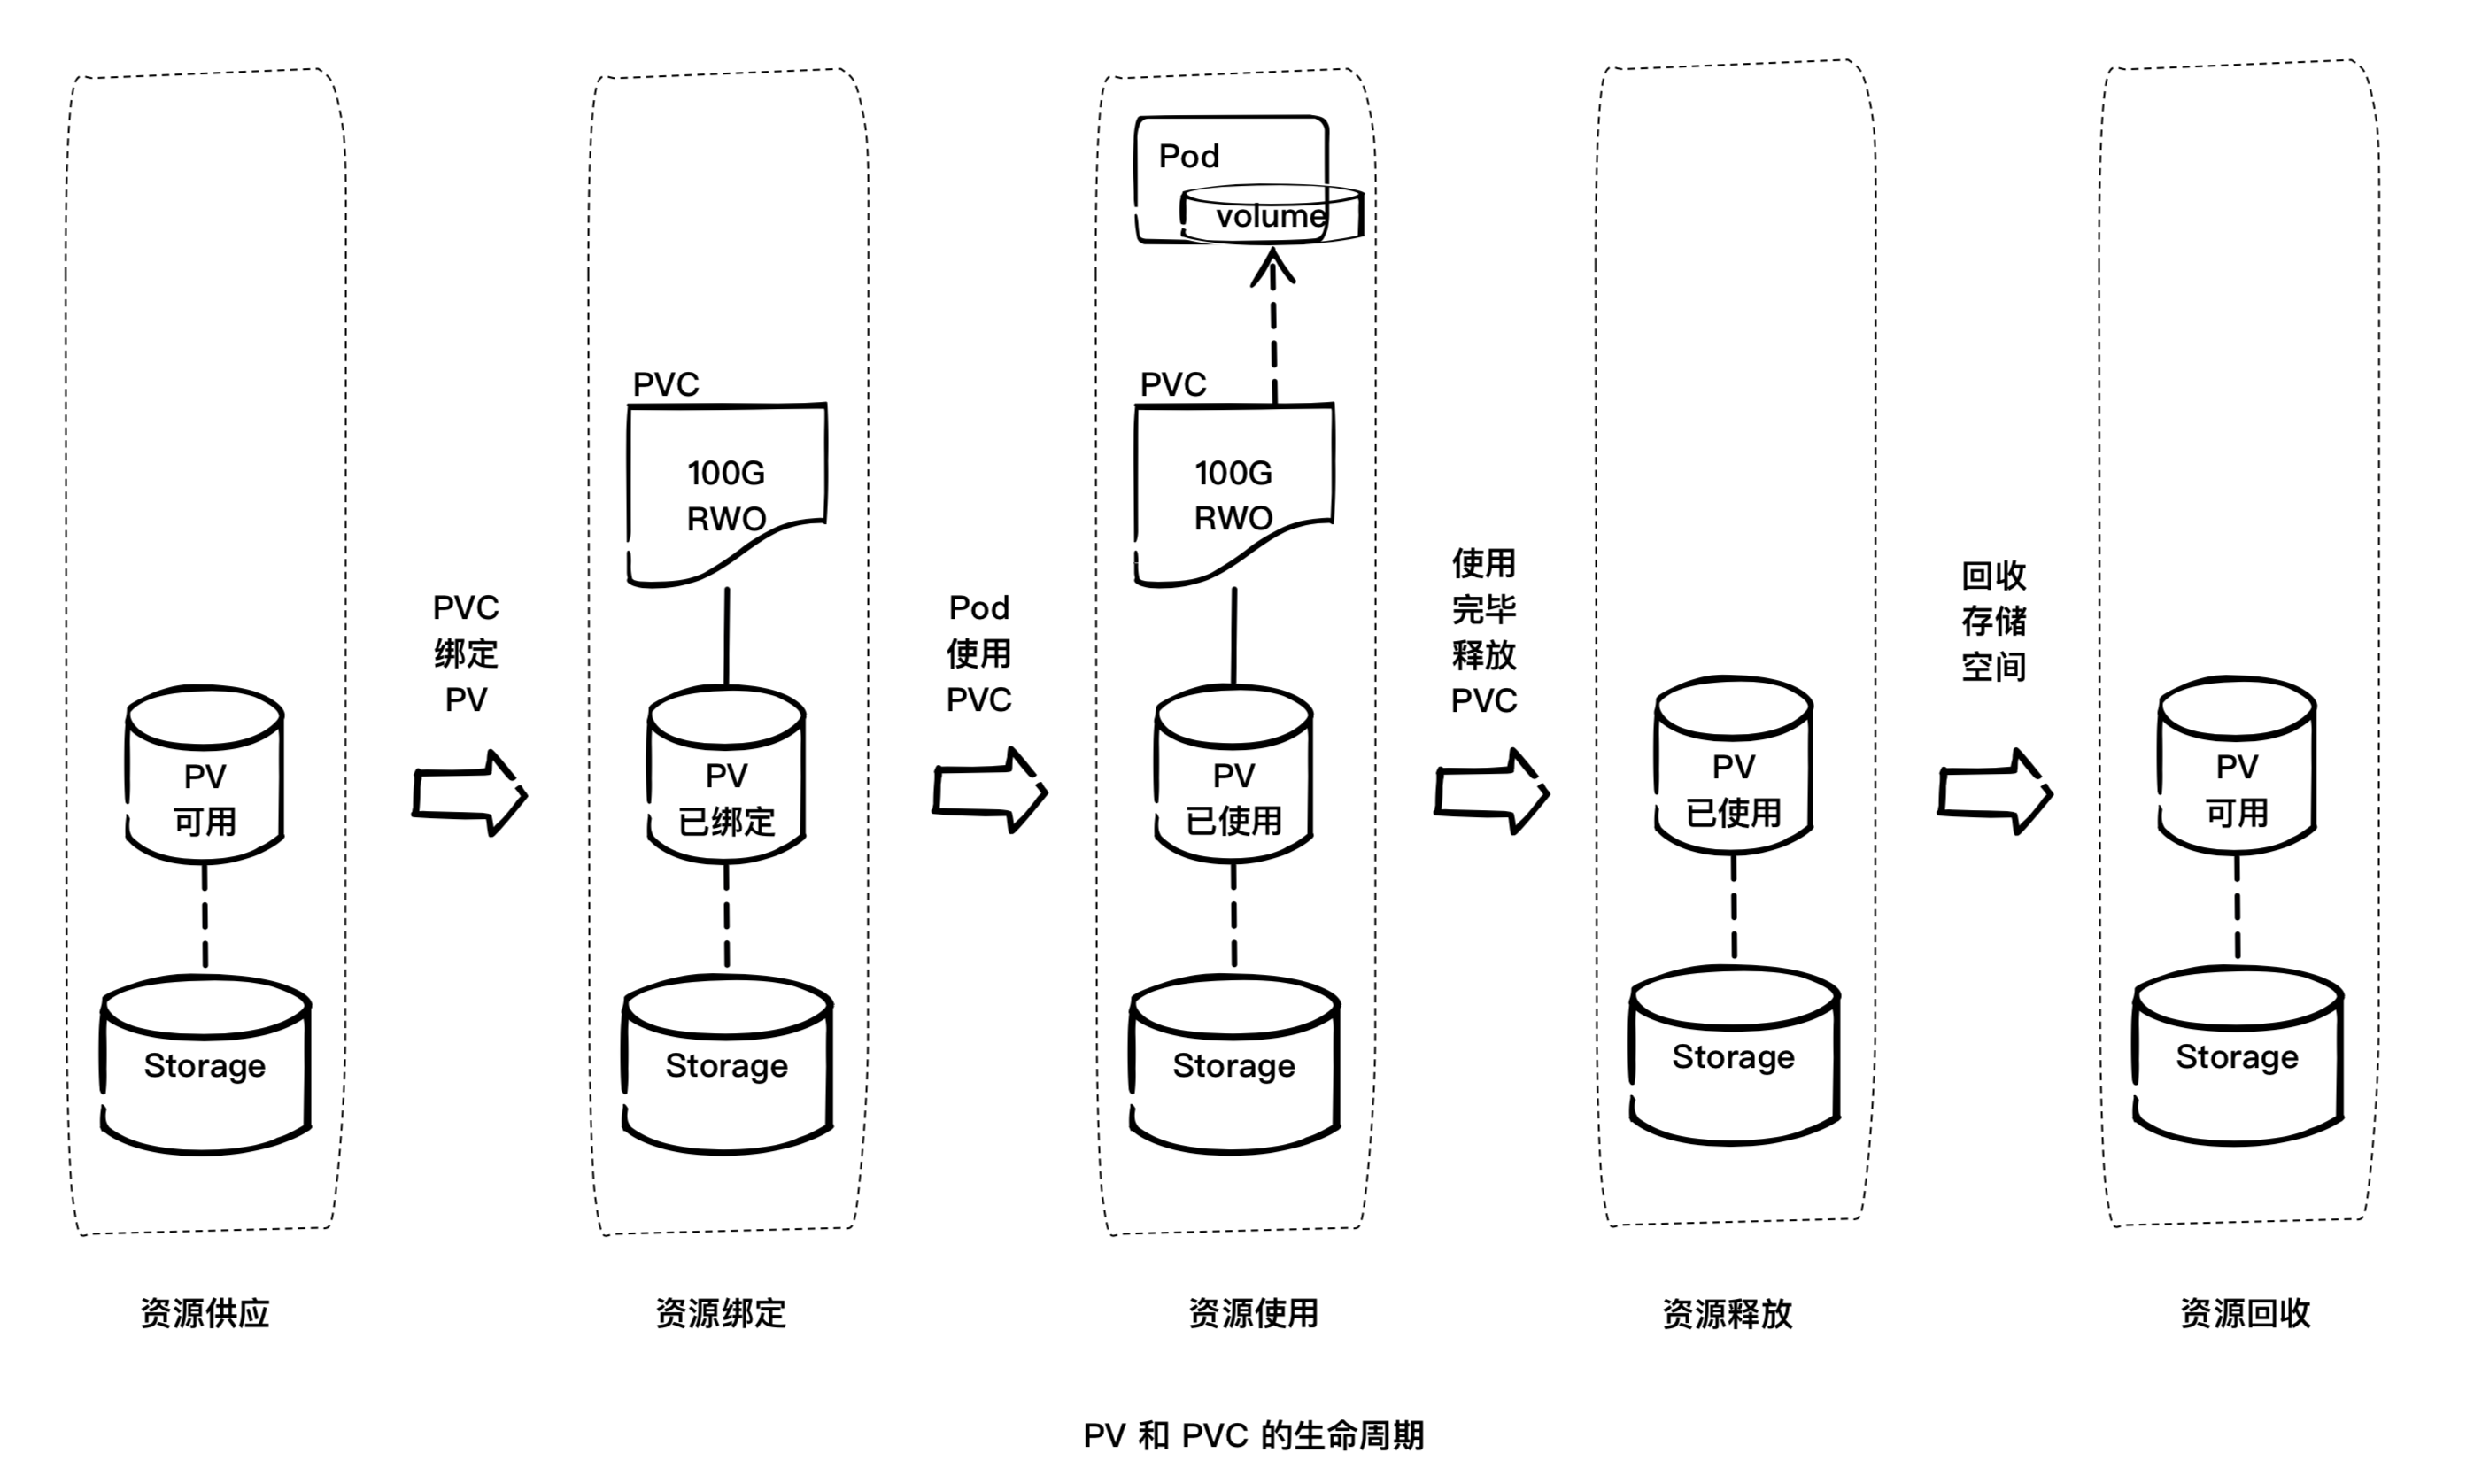 PV
可用
Storage
资源供应
PVC
绑定
PV
PVC
100G
RWO
PV
已绑定
Storage
资源绑定
Pod
使用
PVC
Pod
volume
PVC
100G
RWO
PV
已使用
Storage
资源使用
使用
完毕
释放
PVC
PV
已使用
Storage
资源释放
回收
存储
空间
PV
可用
Storage
资源回收
PV 和 PVC 的生命周期